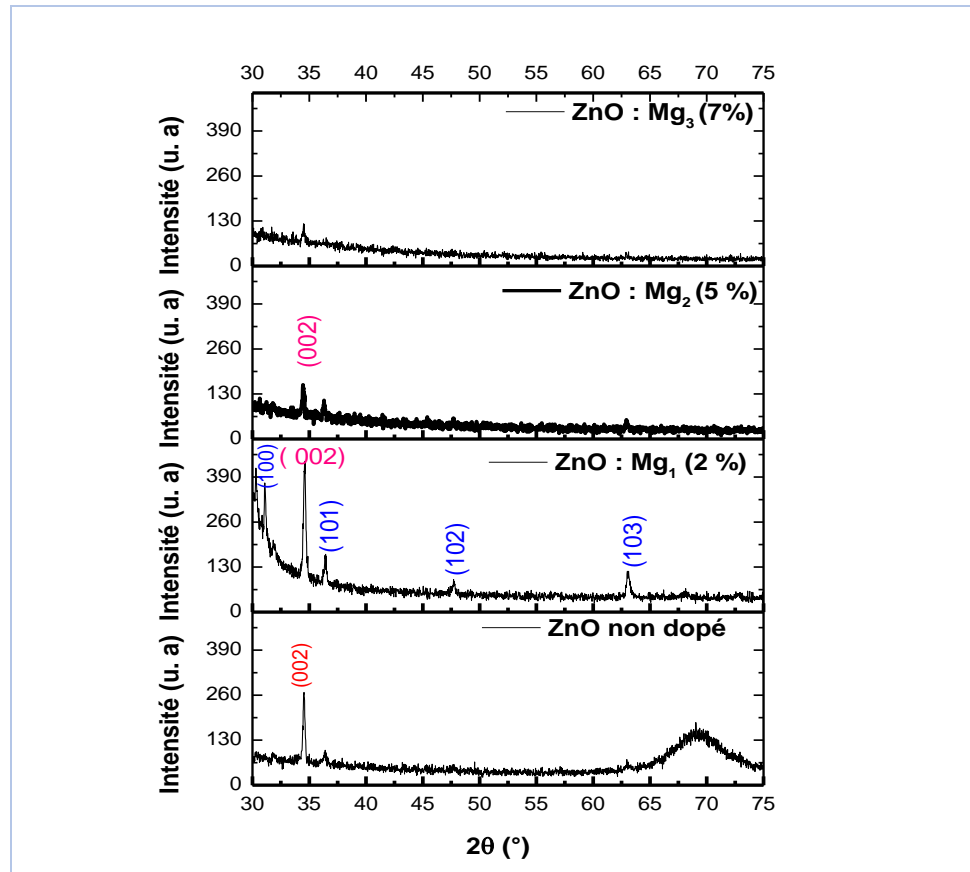 30 35 40 45 50 55 60 65 70 75
ZnO : Mg₃ (7%)
Intensité (u. a)
390
260
130
0
ZnO : Mg₂ (5 %)
Intensité (u. a)
390
260
130
0
(002)
ZnO : Mg₁ (2 %)
Intensité (u. a)
390
260
130
0
(100)
( 002)
(101)
(102)
(103)
ZnO non dopé
Intensité (u. a)
390
260
130
0
(002)
30 35 40 45 50 55 60 65 70 75
2θ (°)